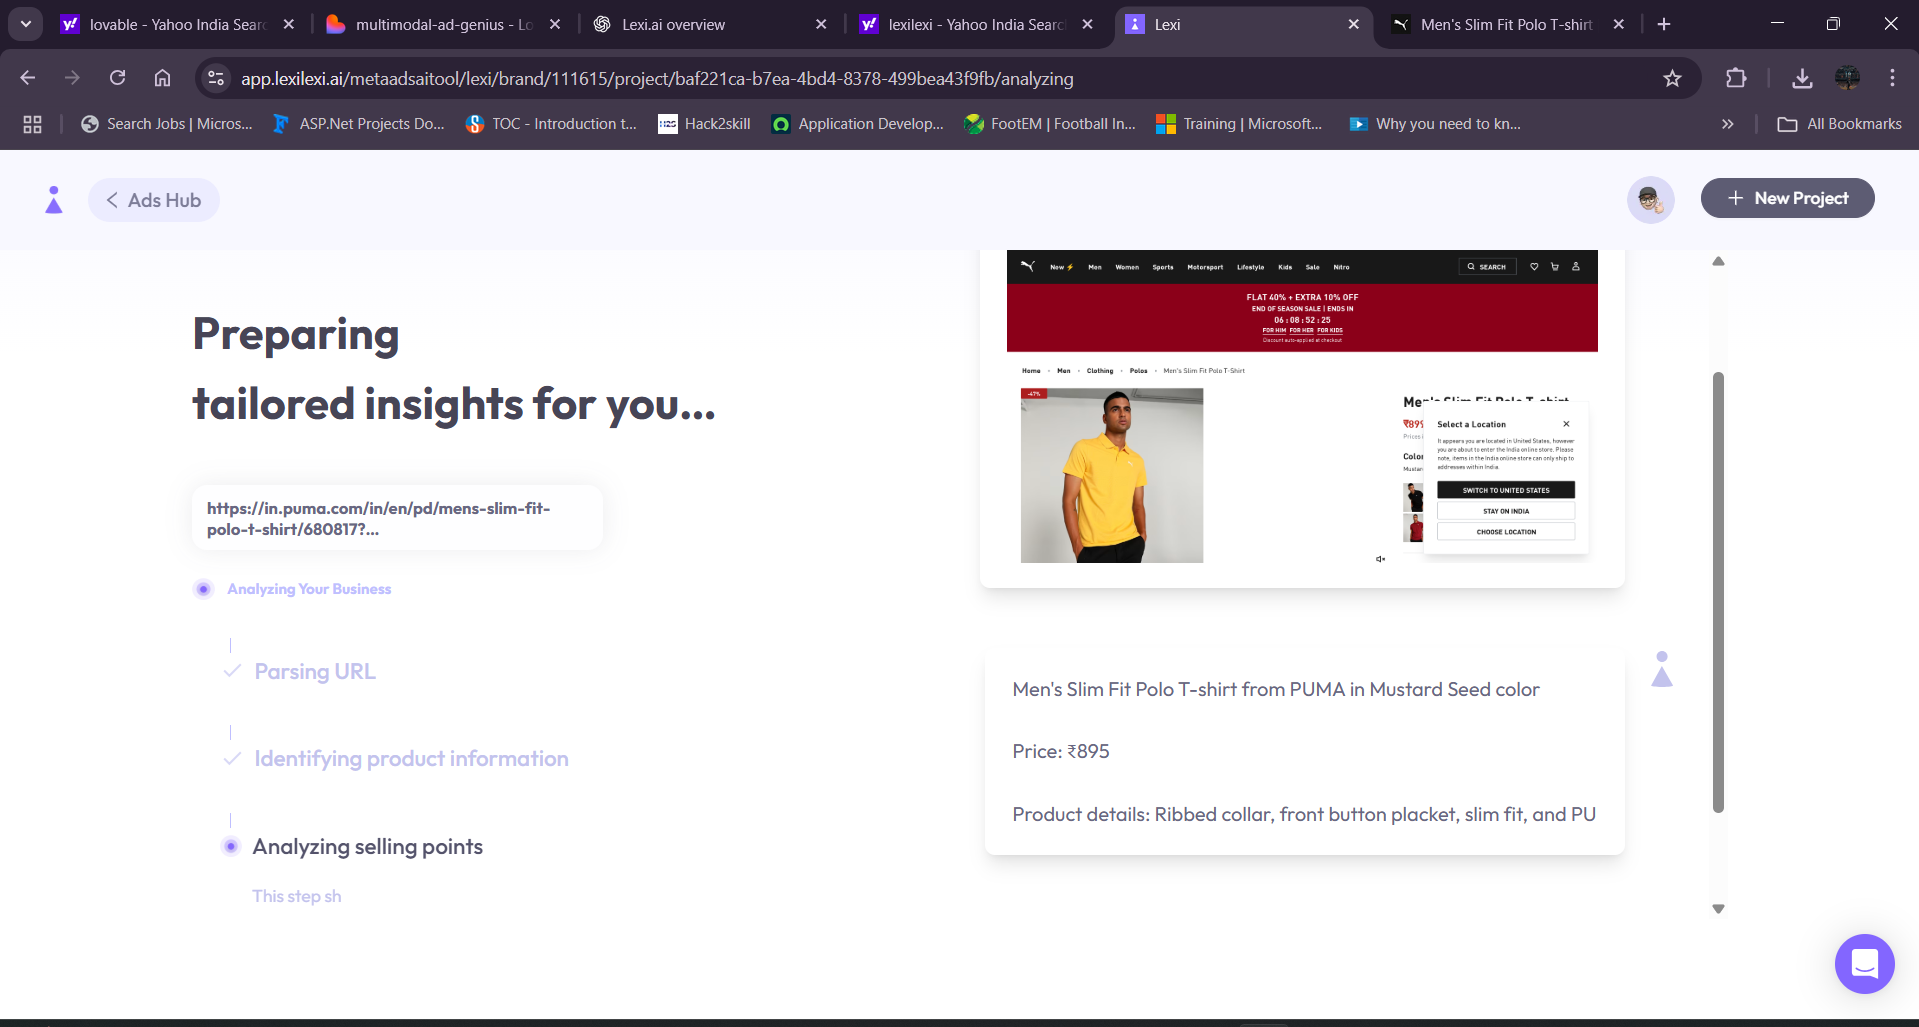 lovable - Yahoo India Searc
multimodal-ad-genius - Lo
Lexi.ai overview
lexilexi - Yahoo India Searc
Lexi
Men's Slim Fit Polo T-shirt
app.lexilexi.ai/metaadsaitool/lexi/brand/111615/project/baf221ca-b7ea-4bd4-8378-499bea43f9fb/analyzing
Search Jobs | Micros...
ASP.Net Projects Do...
TOC - Introduction t...
Hack2skill
Application Develop...
FootEM | Football In...
Training | Microsoft...
Why you need to kn...
All Bookmarks
Ads Hub
New Project
Preparing
tailored insights for you...
https://in.puma.com/in/en/pd/mens-slim-fit-
polo-t-shirt/680817?...
Analyzing Your Business
Parsing URL
Identifying product information
Analyzing selling points
This step sh
New⚡ Men Women Sports Motorsport Lifestyle Kids Sale Nitro
SEARCH
FLAT 40% + EXTRA 10% OFF
END OF SEASON SALE | ENDS IN
06 : 08 : 52 : 25
FOR HIM FOR HER FOR KIDS
Discount auto-applied at checkout
Home Men Clothing Polos Men's Slim Fit Polo T-Shirt
-47%
Men's Slim Fit Polo T-shirt
₹899
Prices i
Color
Mustar
Select a Location
It appears you are located in United States, however
you are about to enter the India online store. Please
note, items in the India online store can only ship to
addresses within India.
SWITCH TO UNITED STATES
STAY ON INDIA
CHOOSE LOCATION
Men's Slim Fit Polo T-shirt from PUMA in Mustard Seed color
Price: ₹895
Product details: Ribbed collar, front button placket, slim fit, and PU